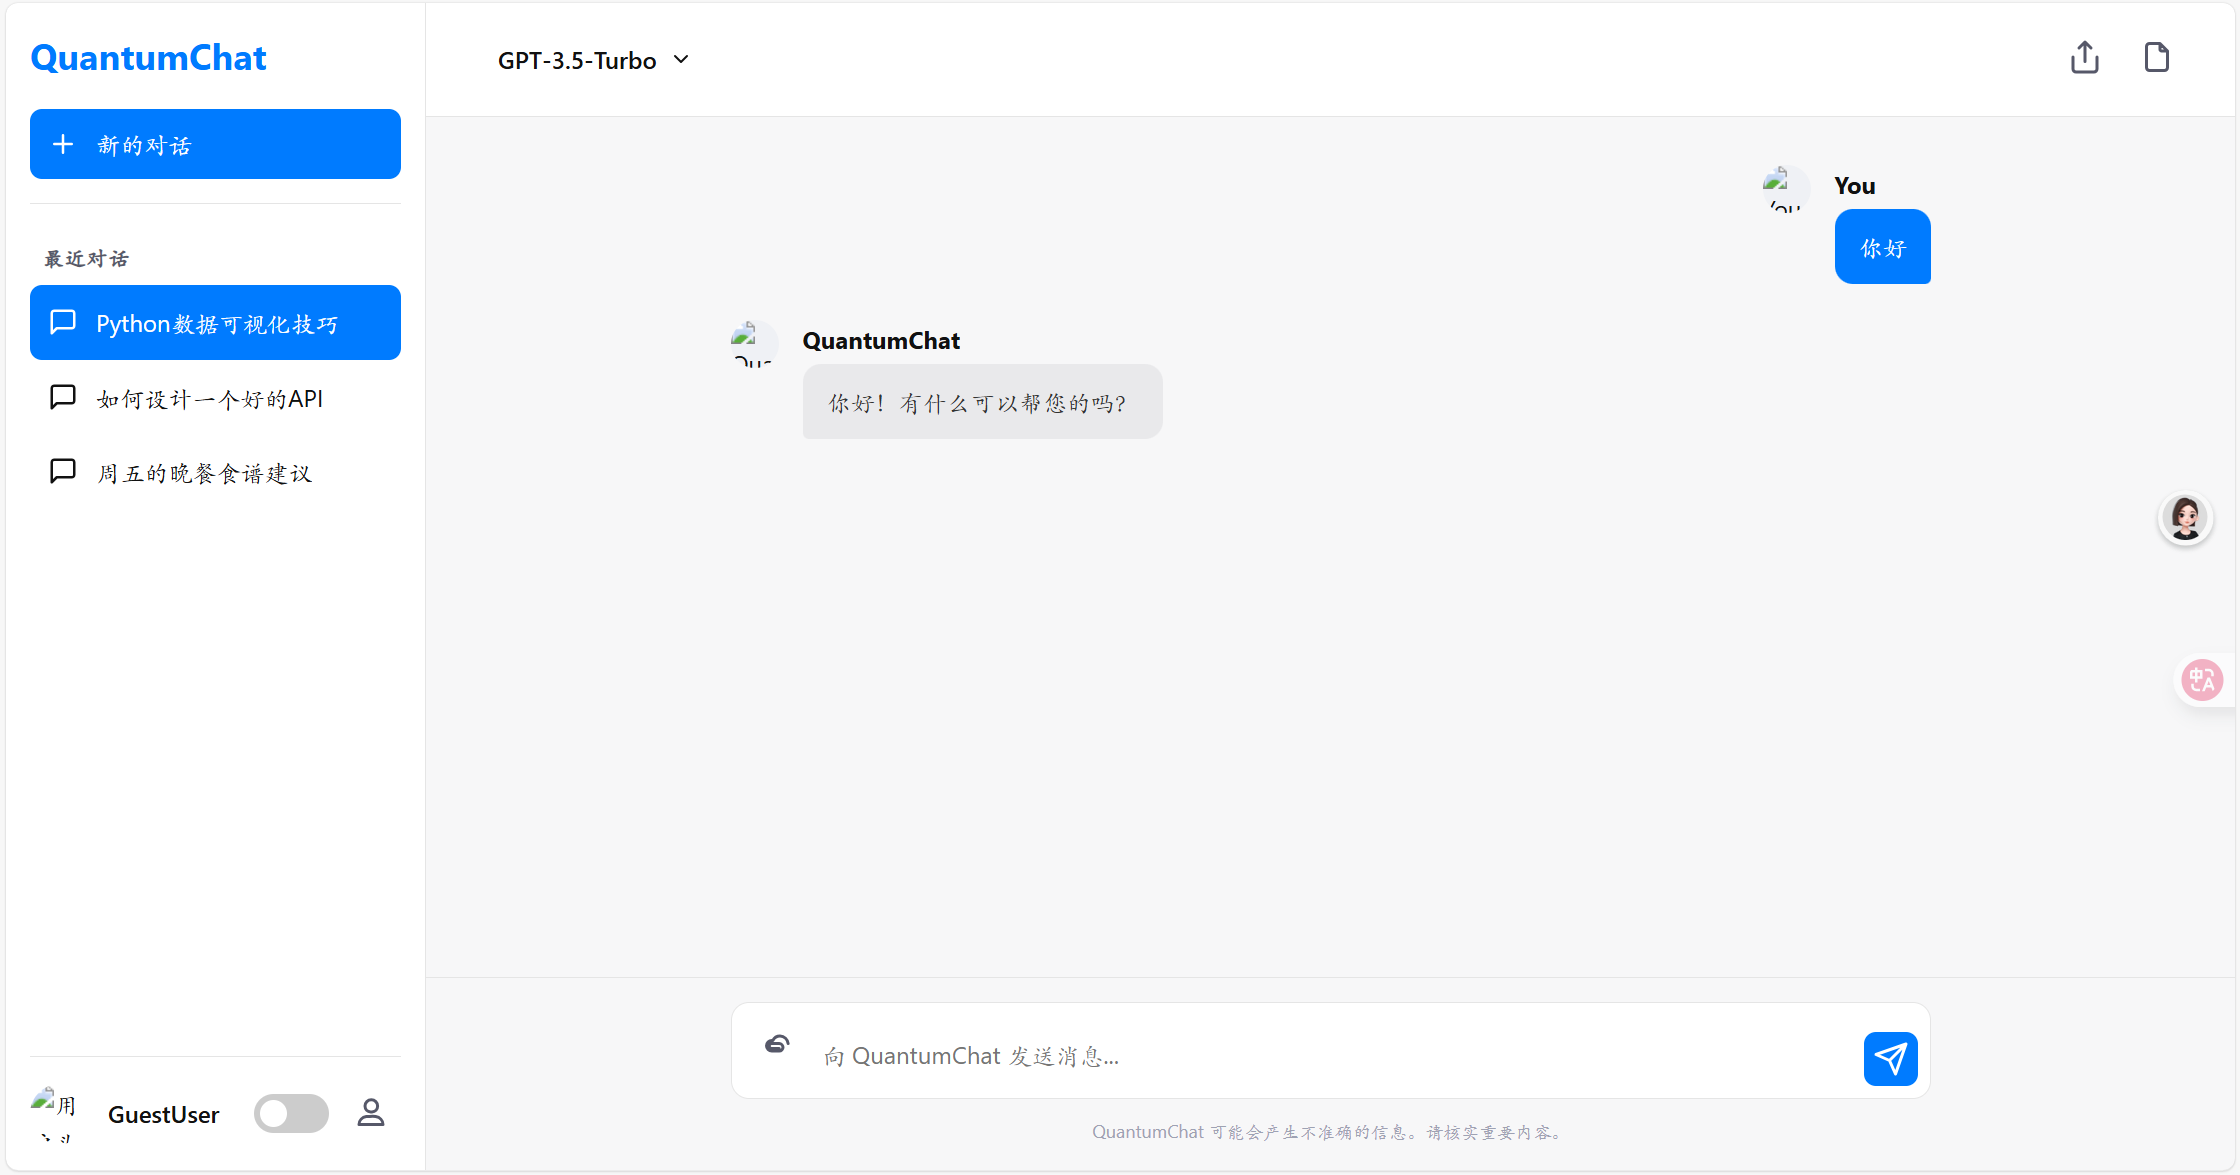 QuantumChat
新的对话
最近对话
Python数据可视化技巧
如何设计一个好的API
周五的晚餐食谱建议
GuestUser
GPT-3.5-Turbo
You
你好
QuantumChat
你好！有什么可以帮您的吗?
向 QuantumChat 发送消息...
QuantumChat 可能会产生不准确的信息。请核实重要内容。